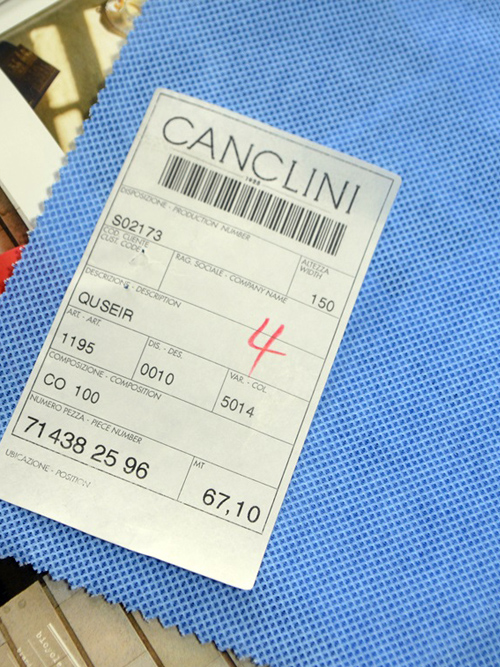 CANCLINI
1925
DISPOSIZIONE - PRODUCTION NUMBER
S02173
COD. CLIENTE
CUST. CODE
RAG. SOCIALE - COMPANY NAME
ALTEZZA
WIDTH
150
DESCRIZIONE - DESCRIPTION
QUSEIR
4
ART. - ART.
1195
DIS. - DES.
0010
VAR. - COL.
5014
COMPOSIZIONE - COMPOSITION
CO 100
NUMERO PEZZA - PIECE NUMBER
71438 25 96
MT
67,10
UBICAZIONE - POSITION